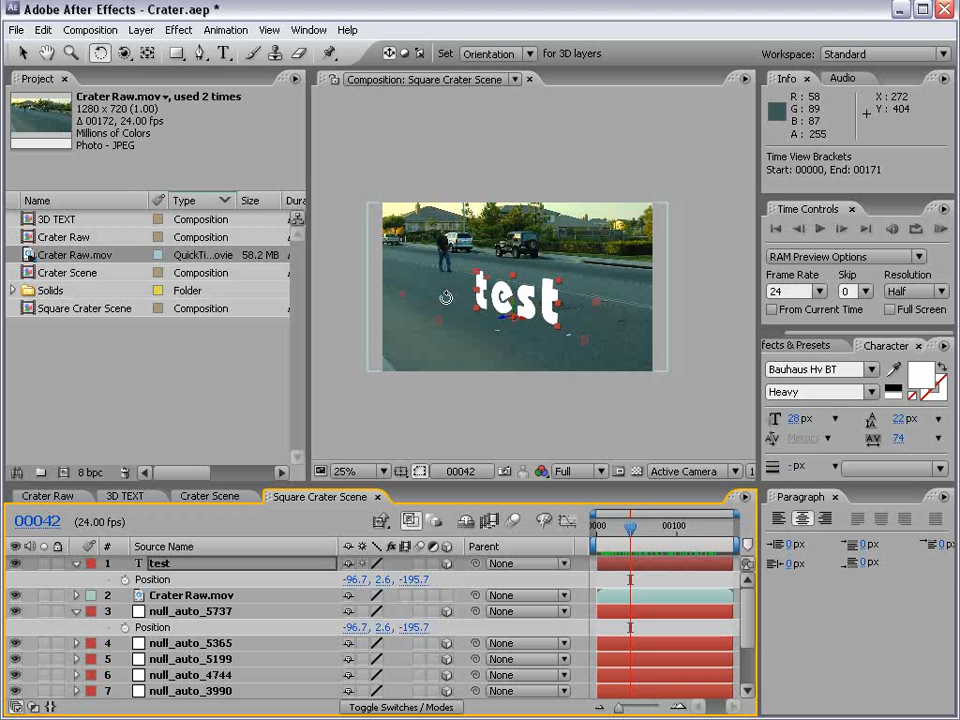 Adobe After Effects - Crater.aep *
File Edit Composition Layer Effect Animation View Window Help
Set Orientation for 3D layers
Workspace: Standard
Project
Composition: Square Crater Scene
Info Audio
Crater Raw.mov, used 2 times
1280 x 720 (1.00)
Δ 00172, 24.00 fps
Millions of Colors
Photo - JPEG
R: 58
G: 89
B: 87
A: 255
X: 272
Y: 404
Time View Brackets
Start: 00000, End: 00171
Name Type Size Dura
3D TEXT Composition
Crater Raw Composition
Crater Raw.mov QuickTi...ovie 58.2 MB
Crater Scene Composition
Solids Folder
Square Crater Scene Composition
test
Time Controls
RAM Preview Options
Frame Rate Skip Resolution
24 0 Half
From Current Time Full Screen
ffects & Presets Character
Bauhaus Hv BT
Heavy
28 px 22 px
Metrics 74
- px
8 bpc
25% 00042 Full Active Camera 1
Crater Raw 3D TEXT Crater Scene Square Crater Scene
Paragraph
00042 (24.00 fps)
0000 00100
# Source Name Parent
0 px 0 px 0 px
0 px 0 px
1 T test None
Position -96.7, 2.6, -195.7
2 Crater Raw.mov None
3 null_auto_5737 None
Position -96.7, 2.6, -195.7
4 null_auto_5365 None
5 null_auto_5199 None
6 null_auto_4744 None
7 null_auto_3990 None
Toggle Switches / Modes